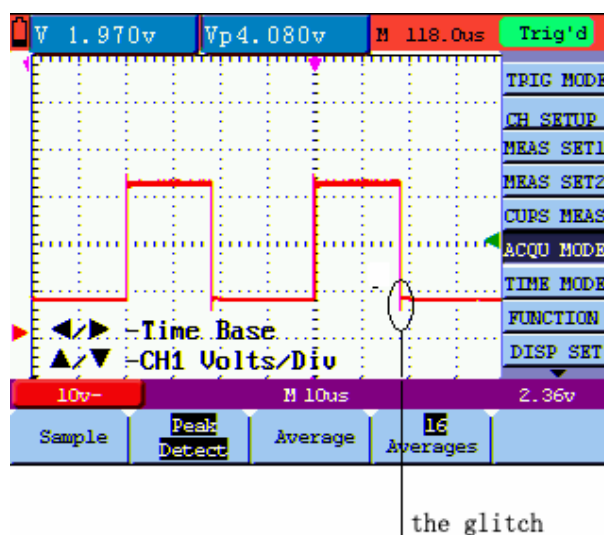 V 1.970v
Vp4.080v
M 118.0us
Trig'd
TRIG MODE
CH SETUP
MEAS SET1
MEAS SET2
CURS MEAS
ACQU MODE
TIME MODE
FUNCTION
DISP SET
◀/▶ -Time Base
▲/▼ -CH1 Volts/Div
10v-
M 10us
2.36v
Sample
Peak
Detect
Average
16
Averages
the glitch